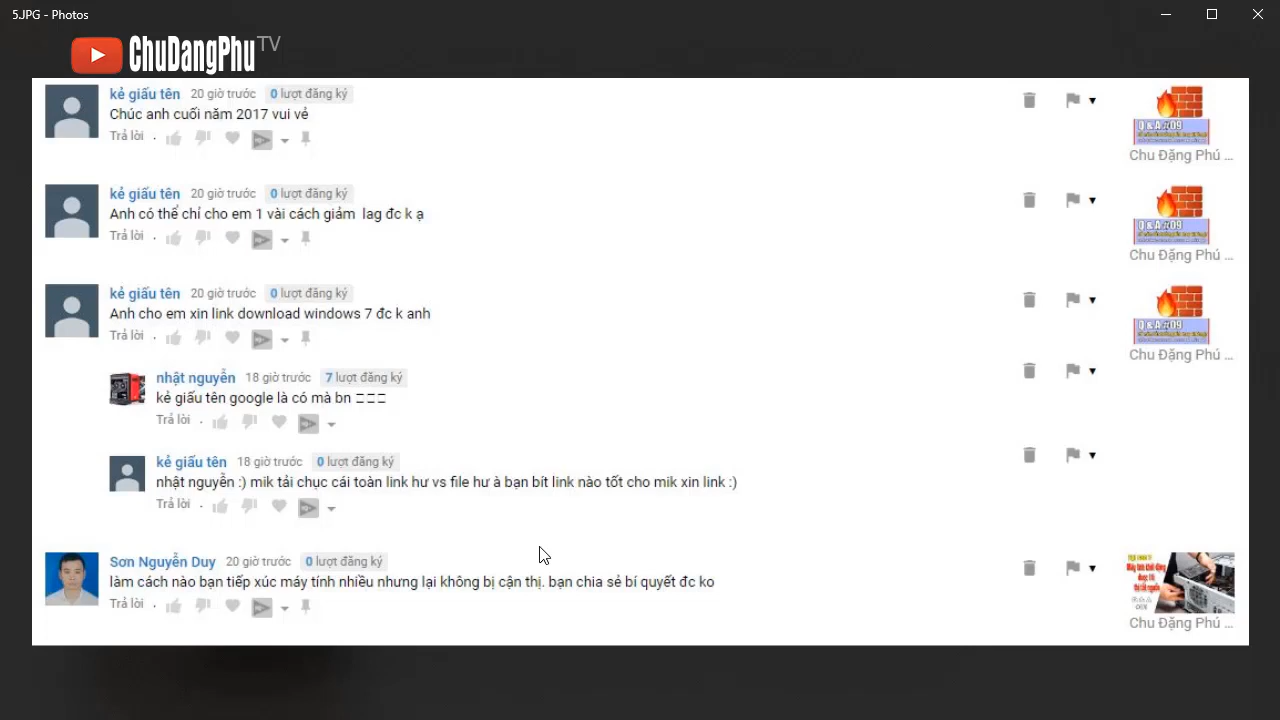 5.JPG - Photos
ChuDangPhu TV
kẻ giấu tên 20 giờ trước 0 lượt đăng ký
Chúc anh cuối năm 2017 vui vẻ
Trả lời
Q & A #09
Chu Đặng Phú ...
kẻ giấu tên 20 giờ trước 0 lượt đăng ký
Anh có thể chỉ cho em 1 vài cách giảm lag đc k ạ
Trả lời
Q & A #09
Chu Đặng Phú ...
kẻ giấu tên 20 giờ trước 0 lượt đăng ký
Anh cho em xin link download windows 7 đc k anh
Trả lời
Q & A #09
Chu Đặng Phú ...
nhật nguyễn 18 giờ trước 7 lượt đăng ký
kẻ giấu tên google là có mà bn =_=
Trả lời
kẻ giấu tên 18 giờ trước 0 lượt đăng ký
nhật nguyễn :) mik tải chục cái toàn link hư vs file hư à bạn bít link nào tốt cho mik xin link :)
Trả lời
Sơn Nguyễn Duy 20 giờ trước 0 lượt đăng ký
làm cách nào bạn tiếp xúc máy tính nhiều nhưng lại không bị cận thị. bạn chia sẻ bí quyết đc ko
Trả lời
Chu Đặng Phú ...